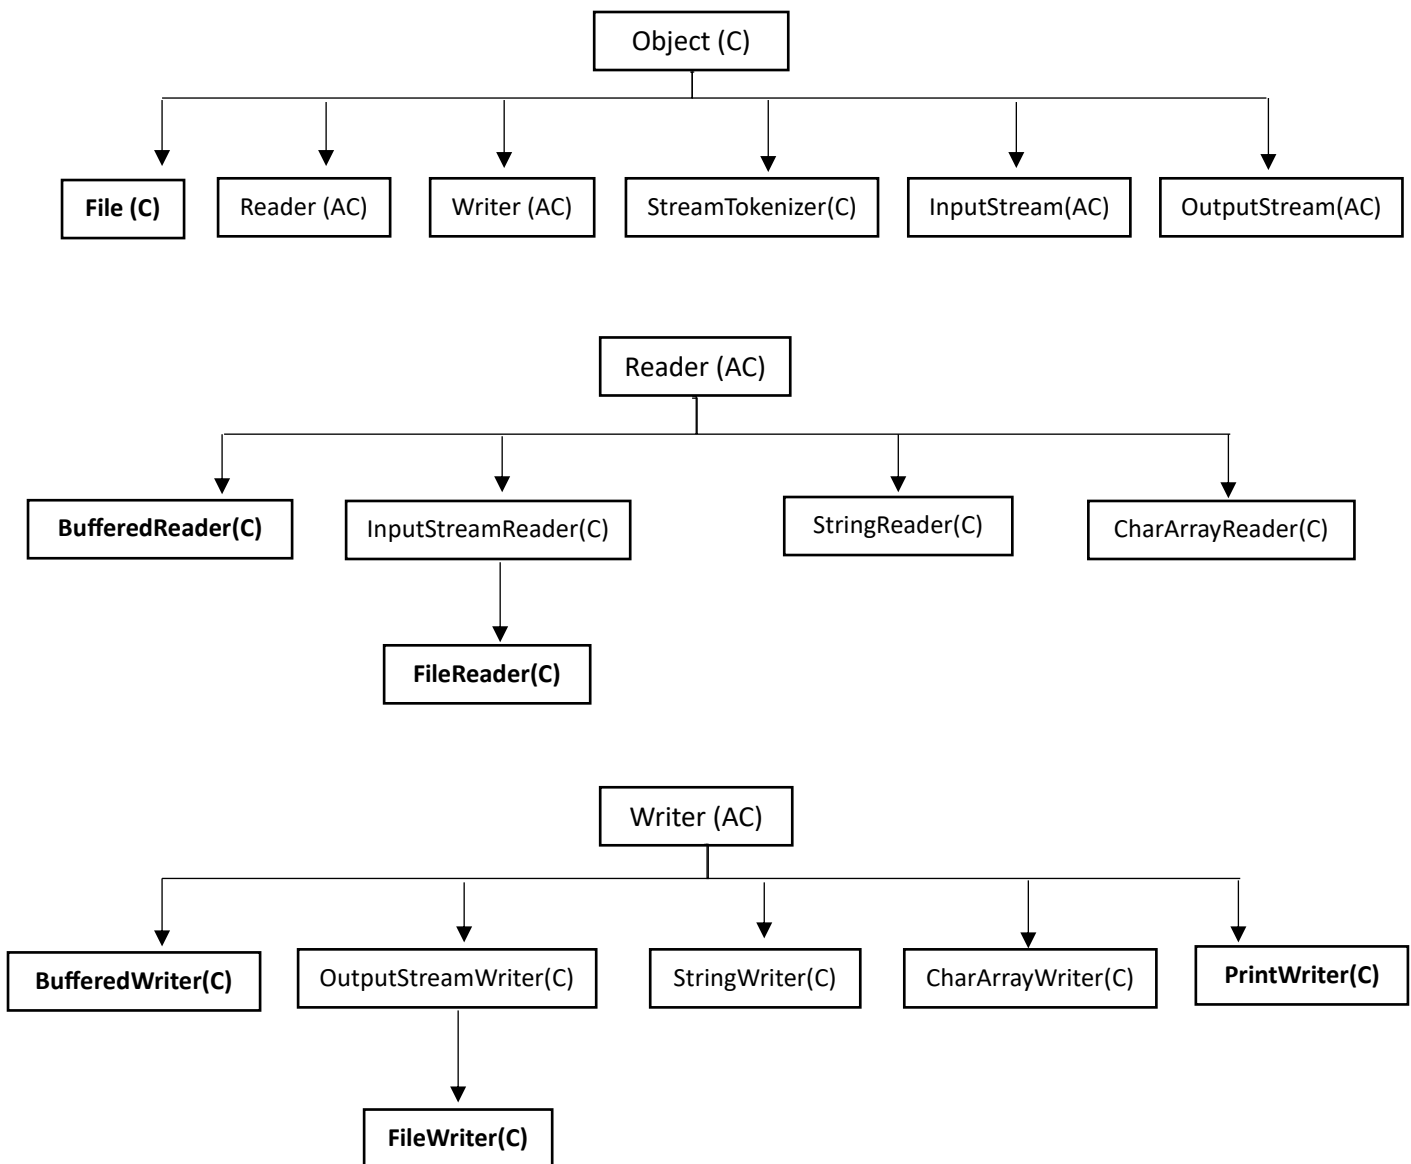 Object (C)
File (C)
Reader (AC)
Writer (AC)
StreamTokenizer(C)
InputStream(AC)
OutputStream(AC)
Reader (AC)
BufferedReader(C)
InputStreamReader(C)
StringReader(C)
CharArrayReader(C)
FileReader(C)
Writer (AC)
BufferedWriter(C)
OutputStreamWriter(C)
StringWriter(C)
CharArrayWriter(C)
PrintWriter(C)
FileWriter(C)